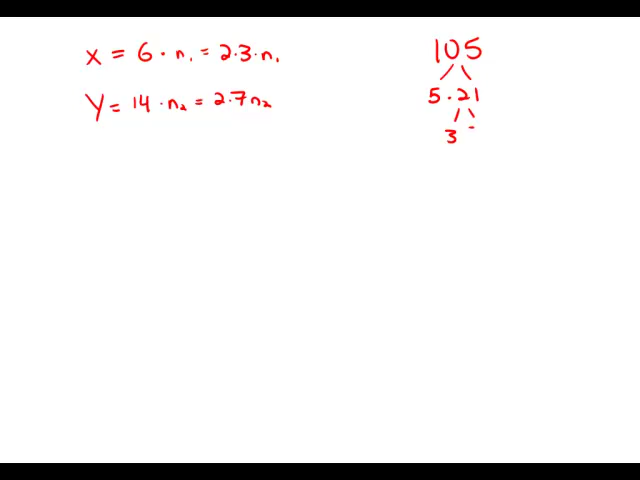 x = 6 · n₁ = 2·3·n₁
105
Y = 14 · n₂ = 2·7n₂
5 · 21
3